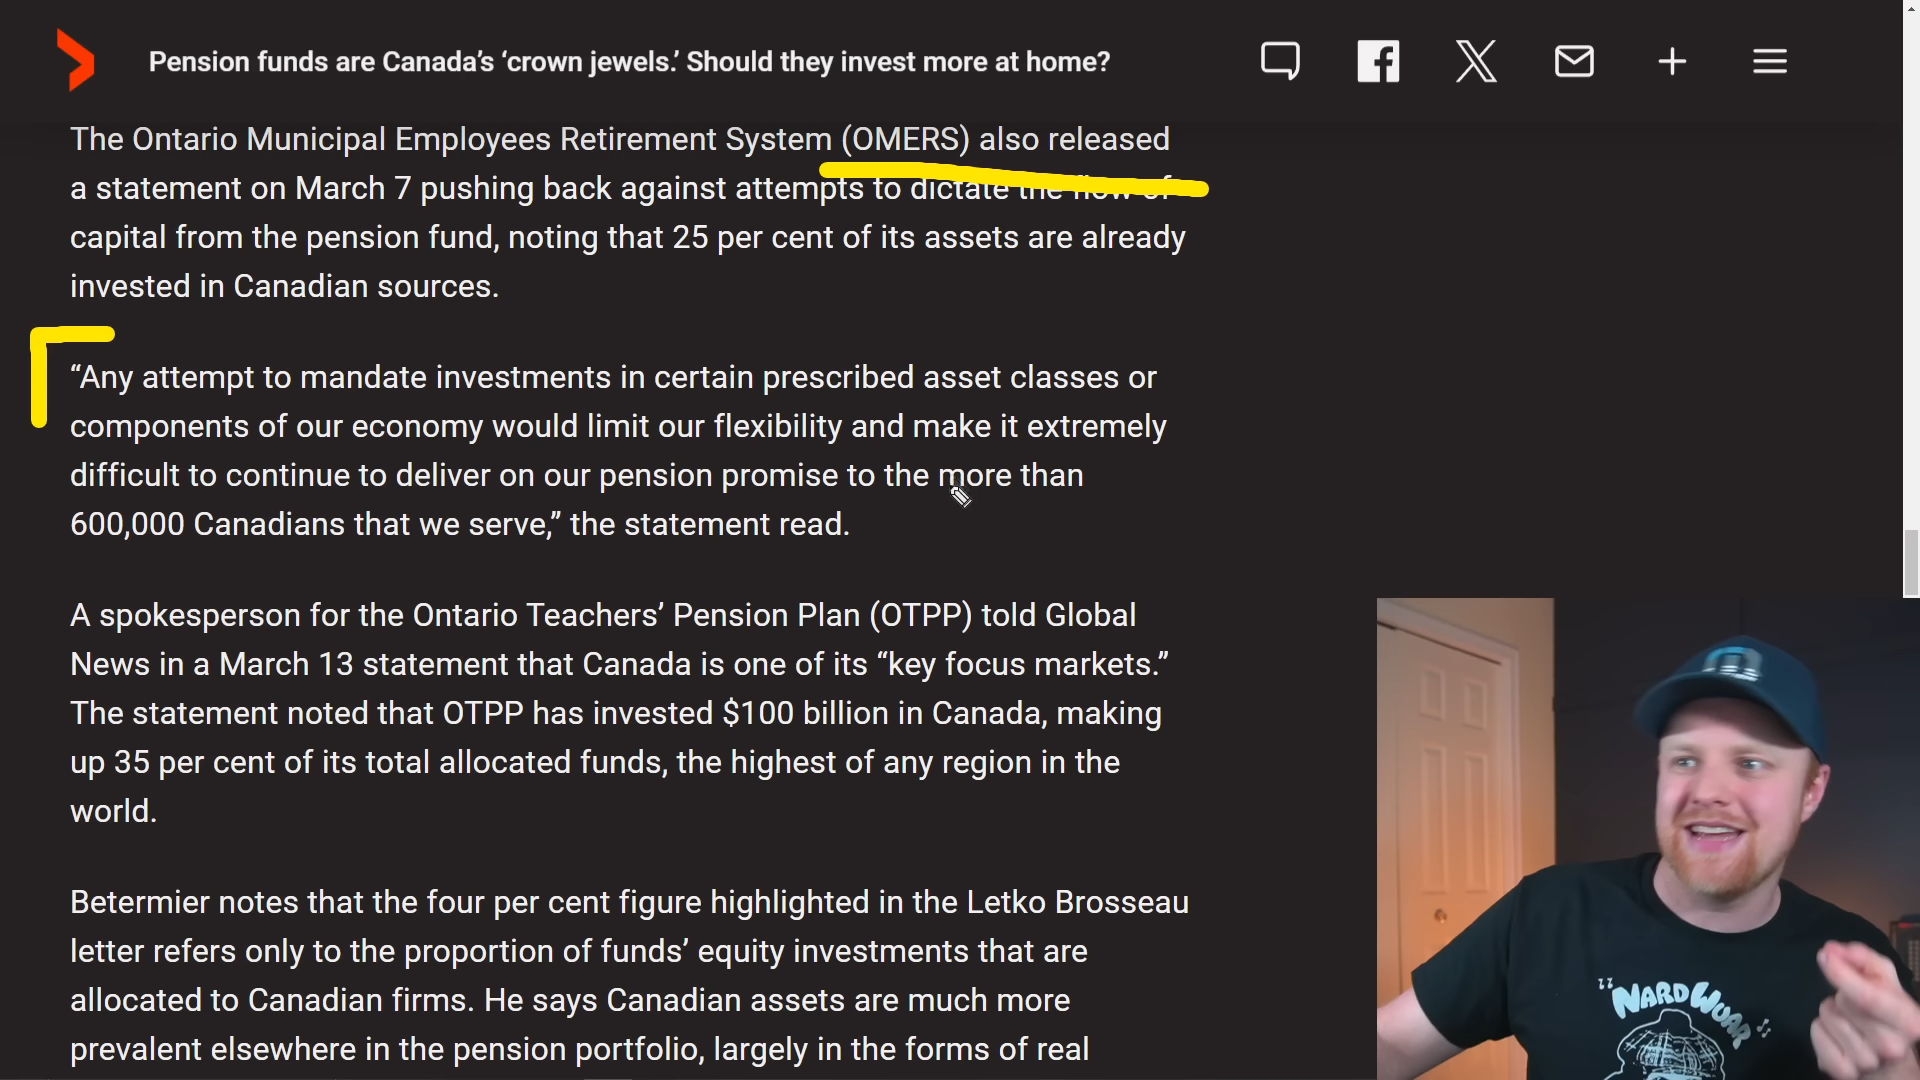 Pension funds are Canada’s ‘crown jewels.’ Should they invest more at home?
The Ontario Municipal Employees Retirement System (OMERS) also released
a statement on March 7 pushing back against attempts to dictate the flow of
capital from the pension fund, noting that 25 per cent of its assets are already
invested in Canadian sources.
“Any attempt to mandate investments in certain prescribed asset classes or
components of our economy would limit our flexibility and make it extremely
difficult to continue to deliver on our pension promise to the more than
600,000 Canadians that we serve,” the statement read.
A spokesperson for the Ontario Teachers’ Pension Plan (OTPP) told Global
News in a March 13 statement that Canada is one of its “key focus markets.”
The statement noted that OTPP has invested $100 billion in Canada, making
up 35 per cent of its total allocated funds, the highest of any region in the
world.
Betermier notes that the four per cent figure highlighted in the Letko Brosseau
letter refers only to the proportion of funds’ equity investments that are
allocated to Canadian firms. He says Canadian assets are much more
prevalent elsewhere in the pension portfolio, largely in the forms of real
NARDWUAR